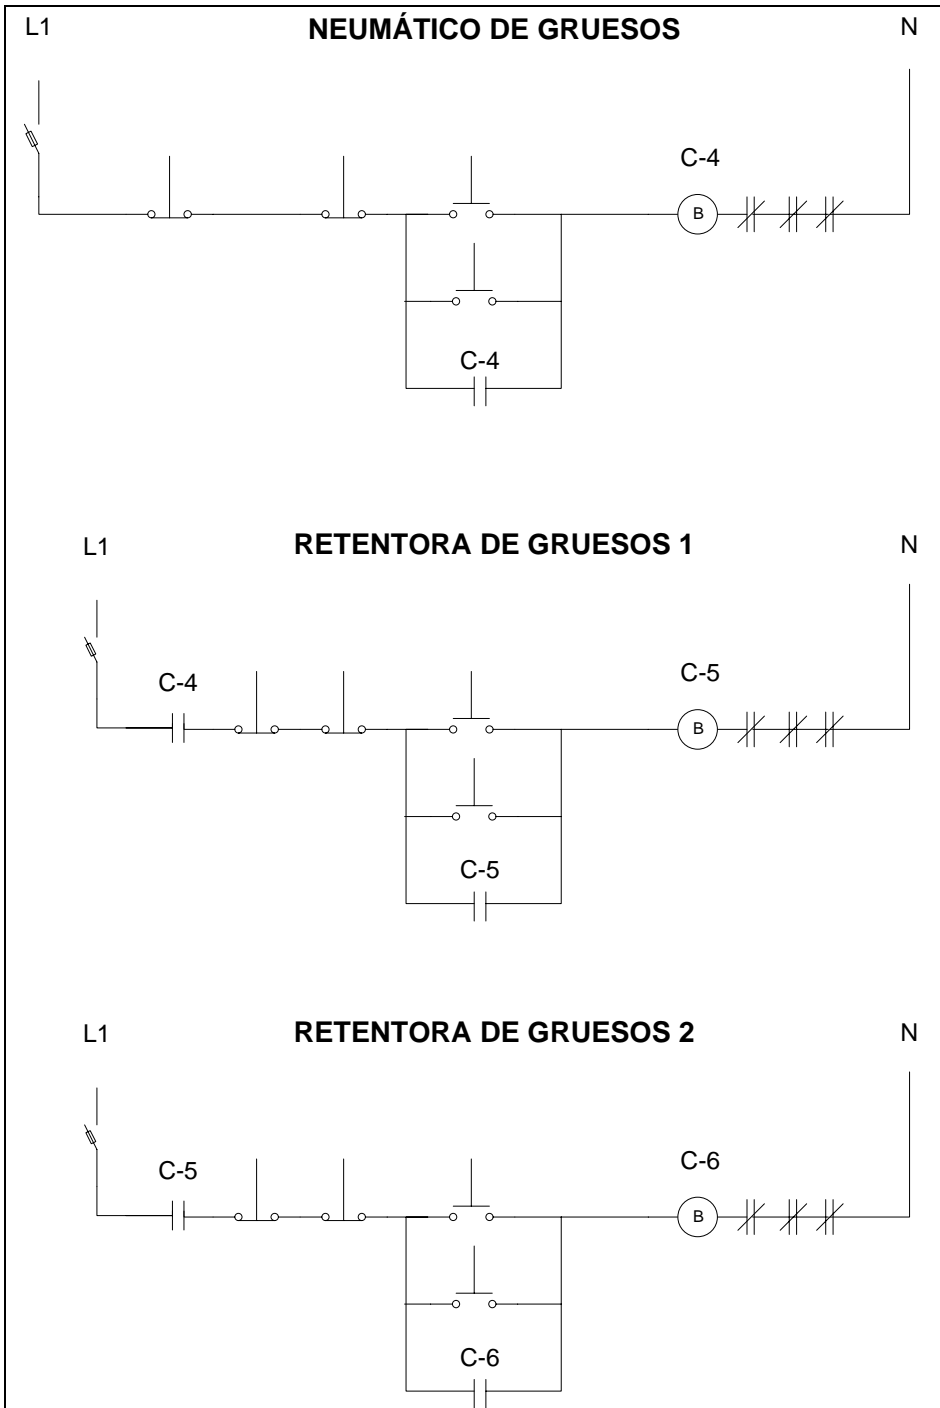 L1 NEUMÁTICO DE GRUESOS N
C-4
B
C-4
L1 RETENTORA DE GRUESOS 1 N
C-4 C-5
B
C-5
L1 RETENTORA DE GRUESOS 2 N
C-5 C-6
B
C-6